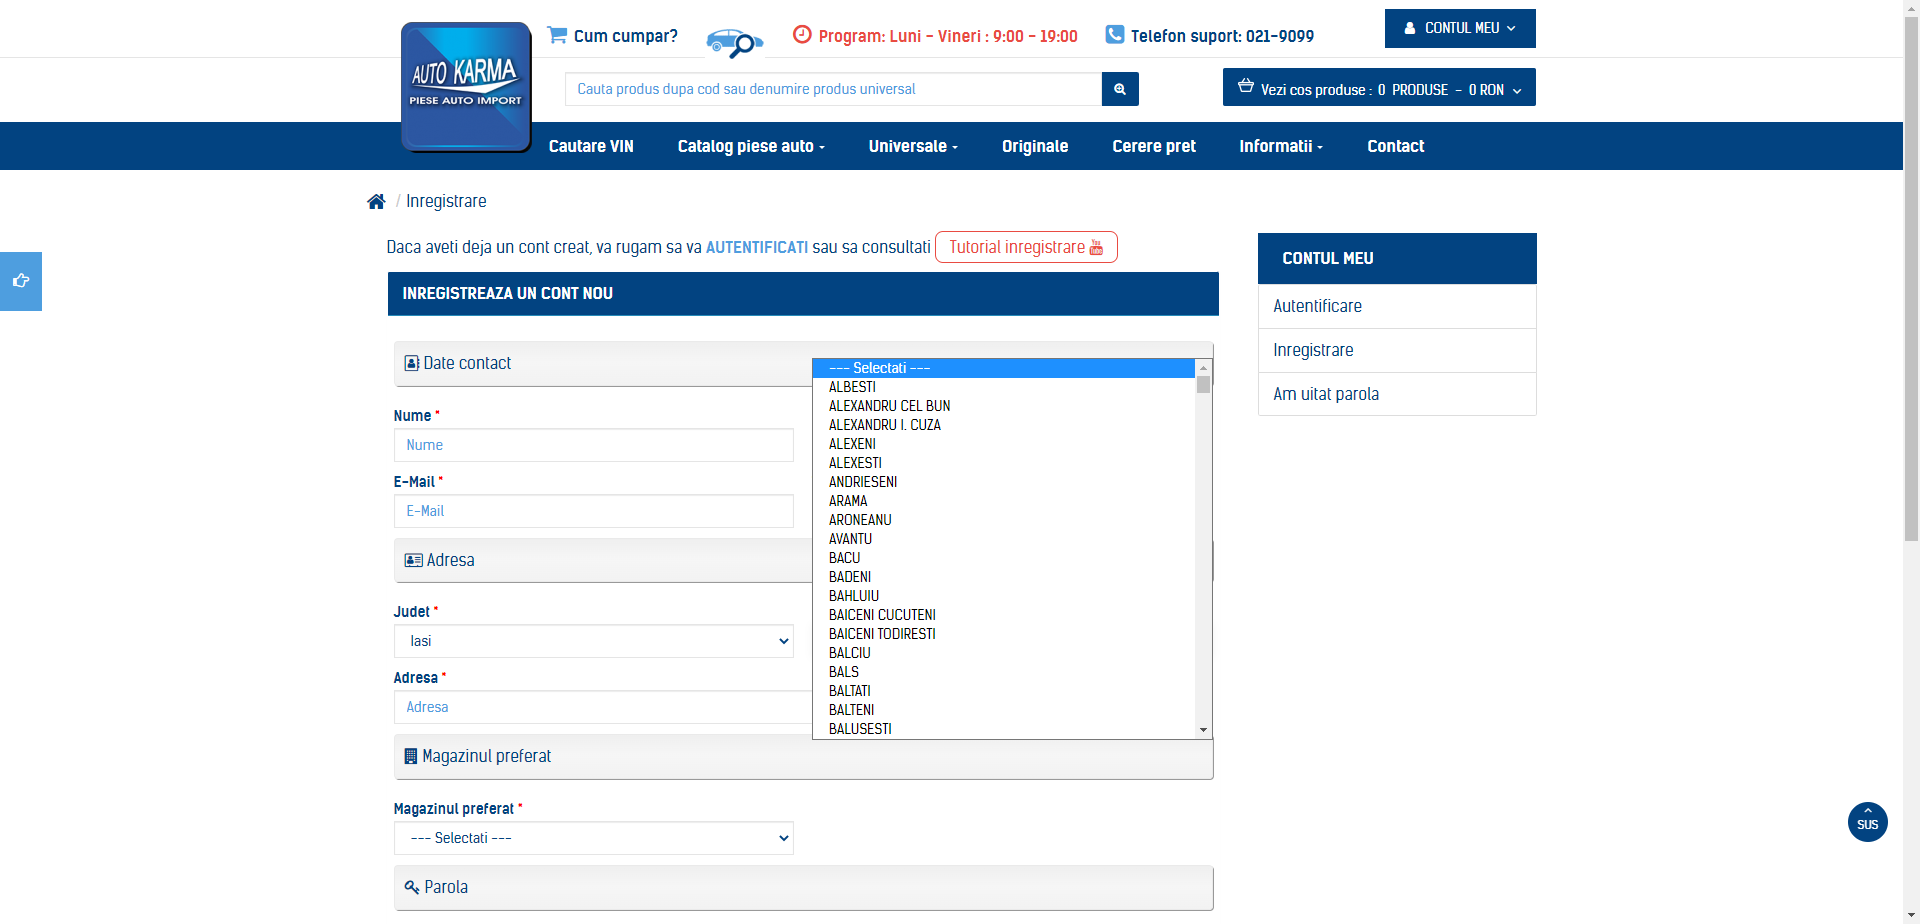 Cum cumpar?
Program: Luni - Vineri : 9:00 - 19:00
Telefon suport: 021-9099
CONTUL MEU
AUTO KARMA
PIESE AUTO IMPORT
Cauta produs dupa cod sau denumire produs universal
Vezi cos produse : 0 PRODUSE - 0 RON
Cautare VIN
Catalog piese auto
Universale
Originale
Cerere pret
Informatii
Contact
/ Inregistrare
Daca aveti deja un cont creat, va rugam sa va AUTENTIFICATI sau sa consultati Tutorial inregistrare
You Tube
INREGISTREAZA UN CONT NOU
Date contact
Nume *
Nume
E-Mail *
E-Mail
Adresa
Judet *
Iasi
Adresa *
Adresa
--- Selectati ---
ALBESTI
ALEXANDRU CEL BUN
ALEXANDRU I. CUZA
ALEXENI
ALEXESTI
ANDRIESENI
ARAMA
ARONEANU
AVANTU
BACU
BADENI
BAHLUIU
BAICENI CUCUTENI
BAICENI TODIRESTI
BALCIU
BALS
BALTATI
BALTENI
BALUSESTI
Magazinul preferat
Magazinul preferat *
--- Selectati ---
Parola
CONTUL MEU
Autentificare
Inregistrare
Am uitat parola
SUS